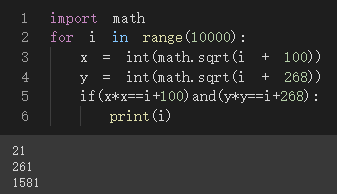 1 import math
2 for i in range(10000):
3 x = int(math.sqrt(i + 100))
4 y = int(math.sqrt(i + 268))
5 if(x*x==i+100)and(y*y==i+268):
6 print(i)
21
261
1581